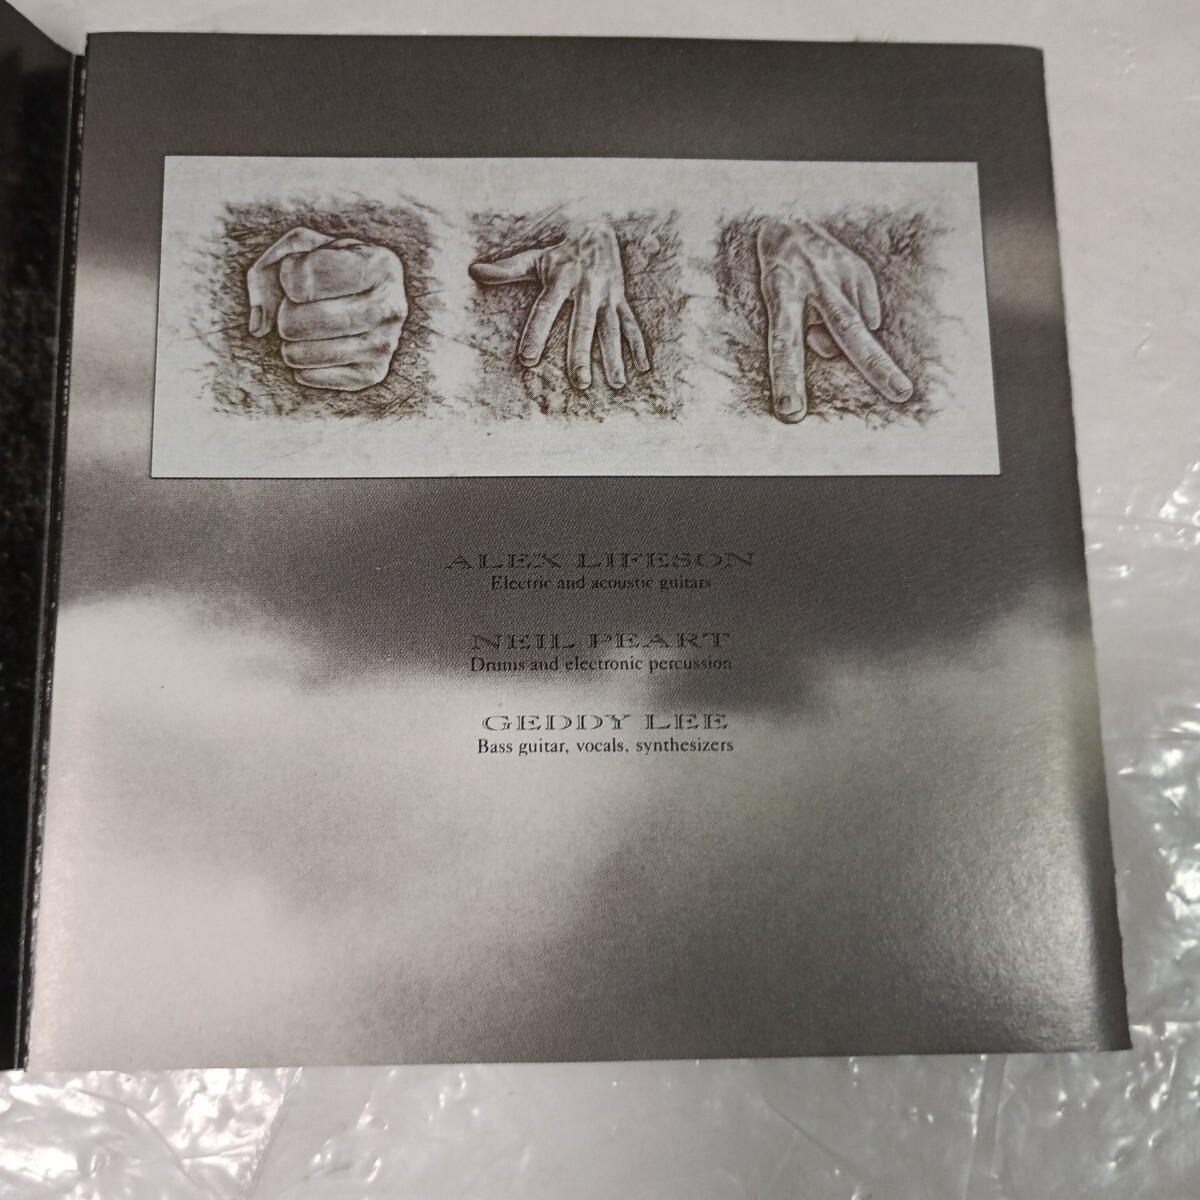 ALEX LIFESON
Electric and acoustic guitars
NEIL PEART
Drums and electronic percussion
GEDDY LEE
Bass guitar, vocals, synthesizers